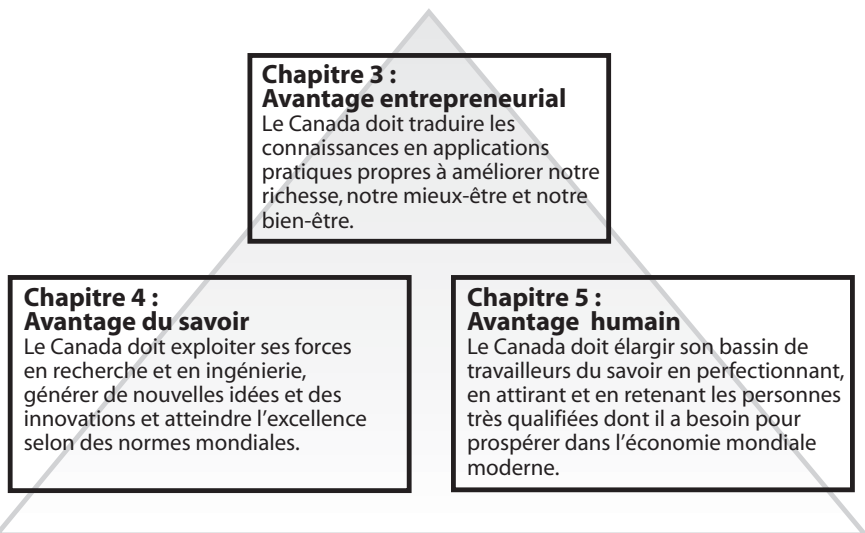 Chapitre 3 :
Avantage entrepreneurial
Le Canada doit traduire les
connaissances en applications
pratiques propres à améliorer notre
richesse, notre mieux-être et notre
bien-être.
Chapitre 4 :
Avantage du savoir
Le Canada doit exploiter ses forces
en recherche et en ingénierie,
générer de nouvelles idées et des
innovations et atteindre l’excellence
selon des normes mondiales.
Chapitre 5 :
Avantage humain
Le Canada doit élargir son bassin de
travailleurs du savoir en perfectionnant,
en attirant et en retenant les personnes
très qualifiées dont il a besoin pour
prospérer dans l’économie mondiale
moderne.